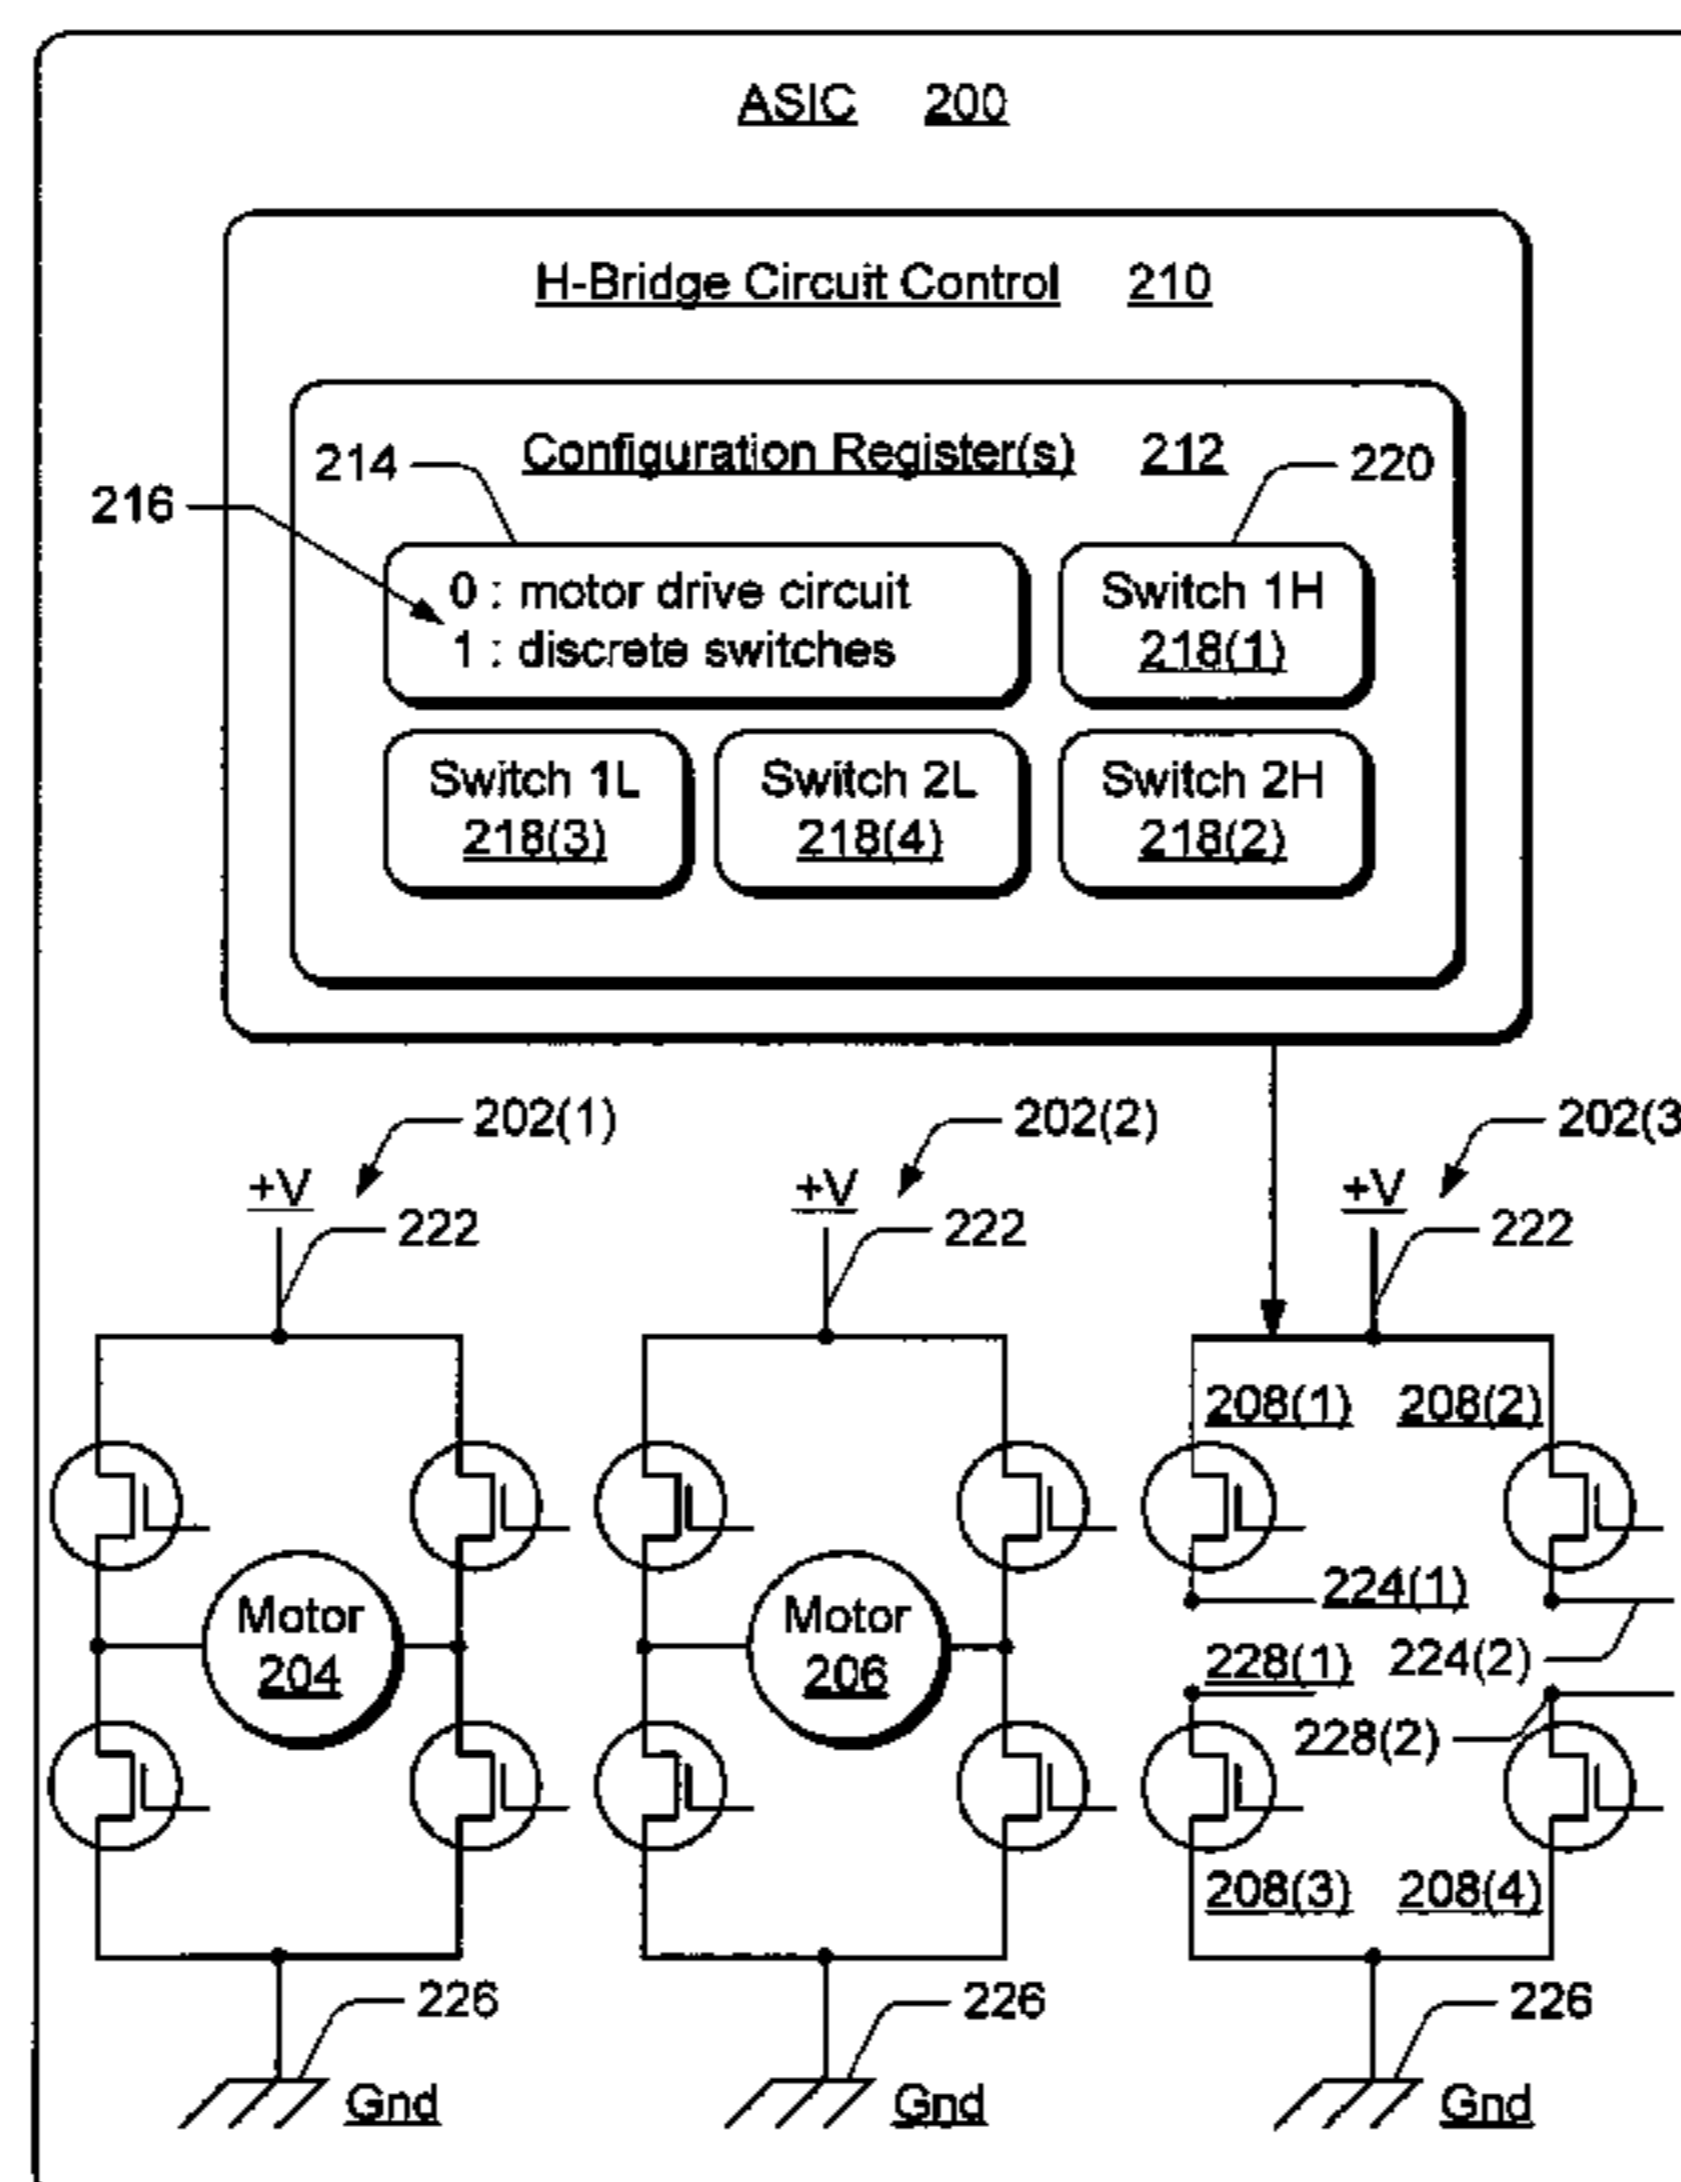 ASIC 200
H-Bridge Circuit Control 210
214
Configuration Register(s) 212
220
216
0 : motor drive circuit
1 : discrete switches
Switch 1H
218(1)
Switch 1L
218(3)
Switch 2L
218(4)
Switch 2H
218(2)
202(1)
202(2)
202(3
+V
+V
+V
222
222
222
208(1)
208(2)
Motor
204
Motor
206
224(1)
228(1)
224(2)
228(2)
208(3)
208(4)
226
226
226
Gnd
Gnd
Gnd